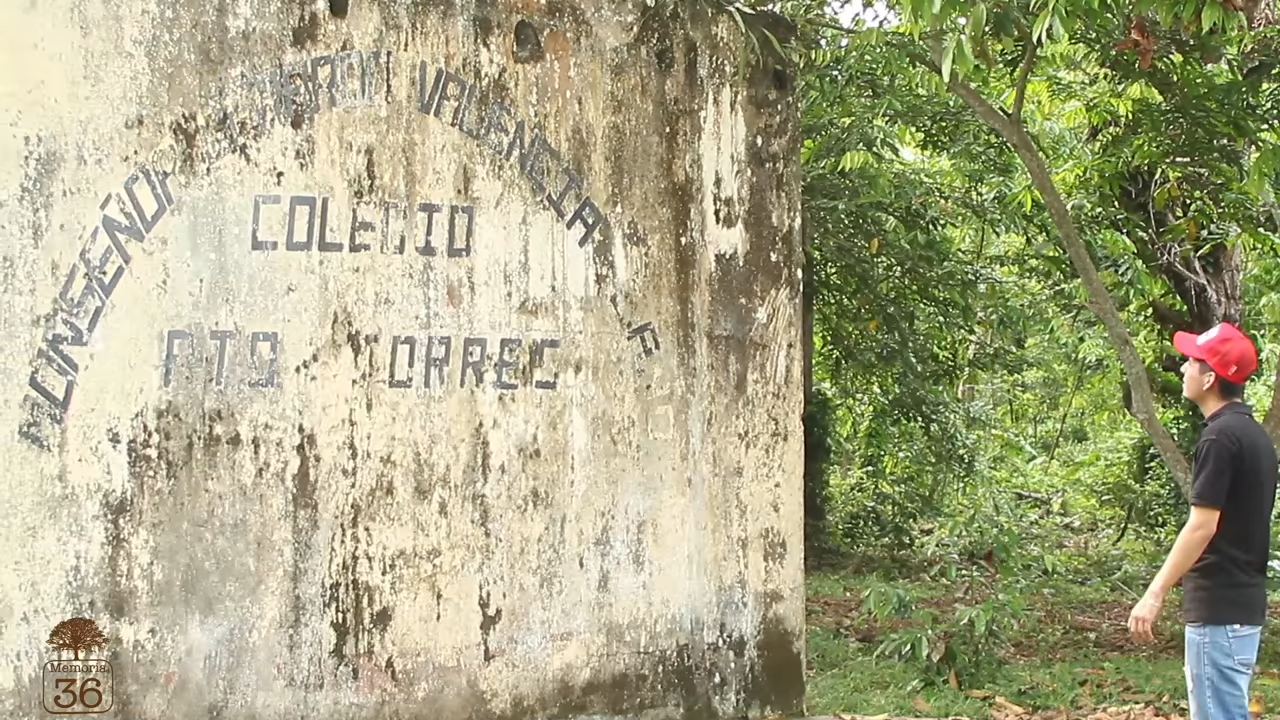 MONSEÑOR VALENCIA
COLEGIO
PTO TORRES
Memoria
36